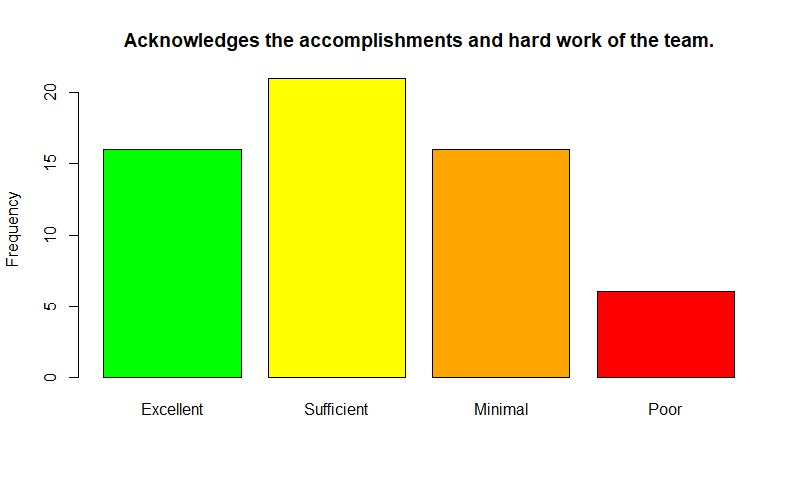 Acknowledges the accomplishments and hard work of the team.
Frequency
20
15
10
5
0
Excellent Sufficient Minimal Poor